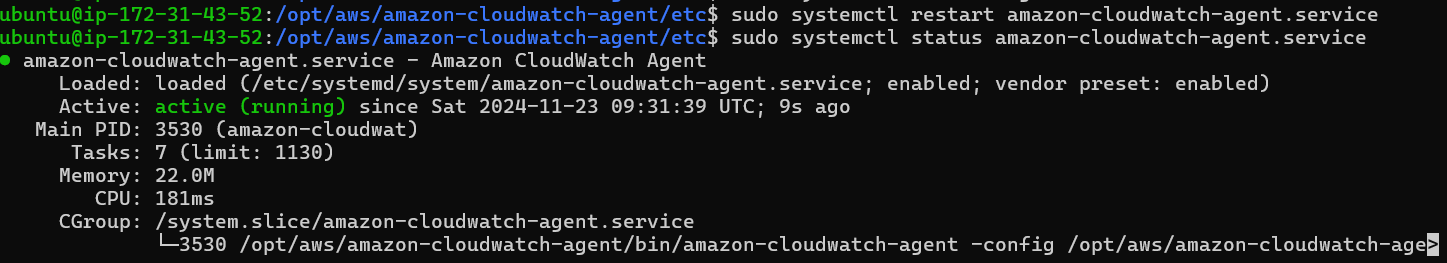 ubuntu@ip-172-31-43-52:/opt/aws/amazon-cloudwatch-agent/etc$ sudo systemctl restart amazon-cloudwatch-agent.service
ubuntu@ip-172-31-43-52:/opt/aws/amazon-cloudwatch-agent/etc$ sudo systemctl status amazon-cloudwatch-agent.service
● amazon-cloudwatch-agent.service - Amazon CloudWatch Agent
     Loaded: loaded (/etc/systemd/system/amazon-cloudwatch-agent.service; enabled; vendor preset: enabled)
     Active: active (running) since Sat 2024-11-23 09:31:39 UTC; 9s ago
   Main PID: 3530 (amazon-cloudwat)
      Tasks: 7 (limit: 1130)
     Memory: 22.0M
        CPU: 181ms
     CGroup: /system.slice/amazon-cloudwatch-agent.service
             └─3530 /opt/aws/amazon-cloudwatch-agent/bin/amazon-cloudwatch-agent -config /opt/aws/amazon-cloudwatch-age>